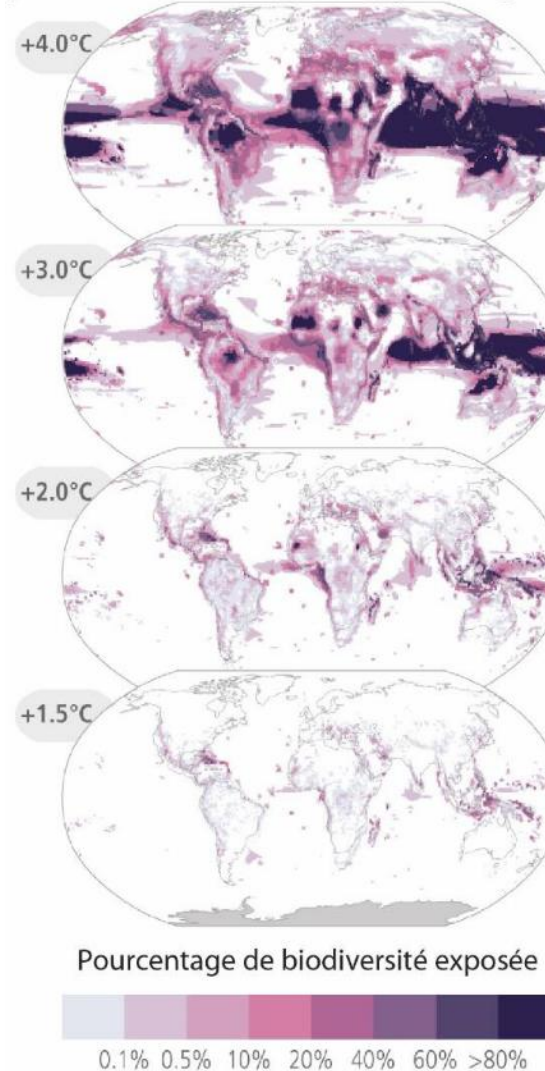 +4.0°C
+3.0°C
+2.0°C
+1.5°C
Pourcentage de biodiversité exposée
0.1% 0.5% 10% 20% 40% 60% >80%